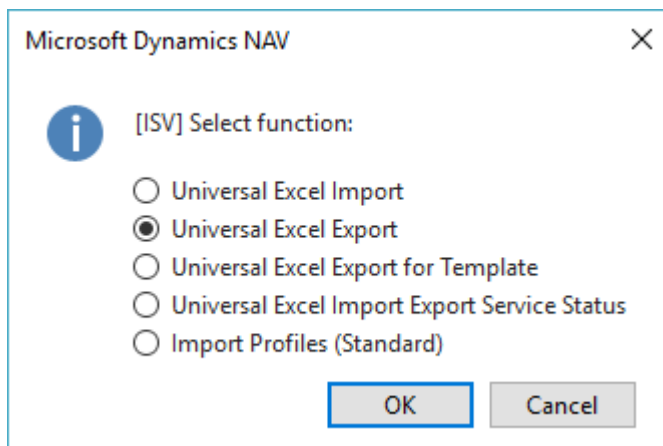 Microsoft Dynamics NAV
[ISV] Select function:
Universal Excel Import
Universal Excel Export
Universal Excel Export for Template
Universal Excel Import Export Service Status
Import Profiles (Standard)
OK Cancel